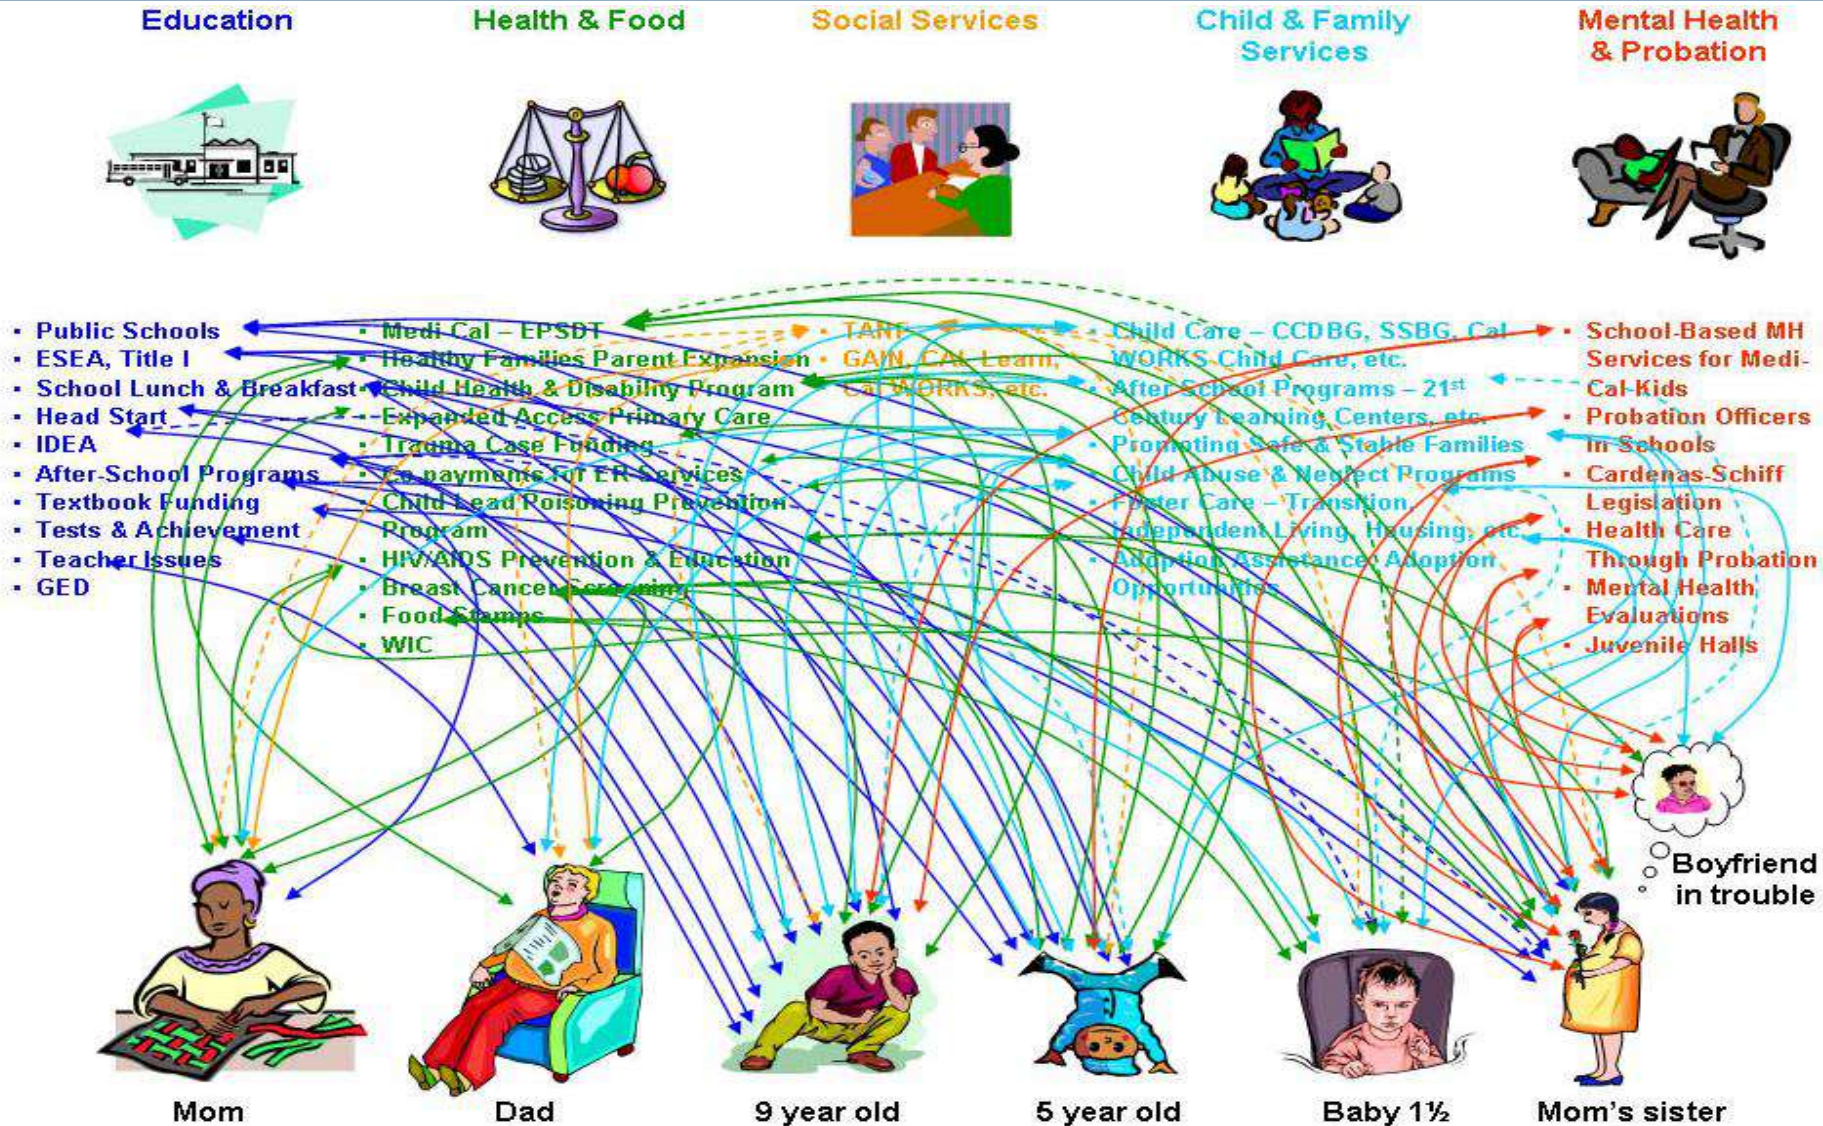 Education
Health & Food
Social Services
Child & Family
Services
Mental Health
& Probation
▪ Public Schools
▪ ESEA, Title I
▪ School Lunch & Breakfast
▪ Head Start
▪ IDEA
▪ After-School Programs
▪ Textbook Funding
▪ Tests & Achievement
▪ Teacher Issues
▪ GED
▪ Medi Cal – EPSDT
▪ Healthy Families Parent Expansion
▪ Child Health & Disability Program
▪ Expanded Access Primary Care
▪ Trauma Case Funding
▪ Co payments for ER Services
▪ Child Lead Poisoning Prevention
Program
▪ HIV/AIDS Prevention & Education
▪ Breast Cancer Screening
▪ Food Stamps
▪ WIC
▪ TANF
▪ GAIN, CAL Learn,
Cal WORKS, etc.
▪ Child Care – CCDBG, SSBG, Cal
WORKS Child Care, etc.
▪ After School Programs – 21st
Century Learning Centers, etc.
▪ Promoting Safe & Stable Families
▪ Child Abuse & Neglect Programs
▪ Foster Care – Transition,
Independent Living, Housing, etc.
▪ Adoption Assistance, Adoption
Opportunities
▪ School-Based MH
Services for Medi-
Cal-Kids
▪ Probation Officers
in Schools
▪ Cardenas-Schiff
Legislation
▪ Health Care
Through Probation
▪ Mental Health
Evaluations
▪ Juvenile Halls
Boyfriend
in trouble
Mom
Dad
9 year old
5 year old
Baby 1½
Mom's sister